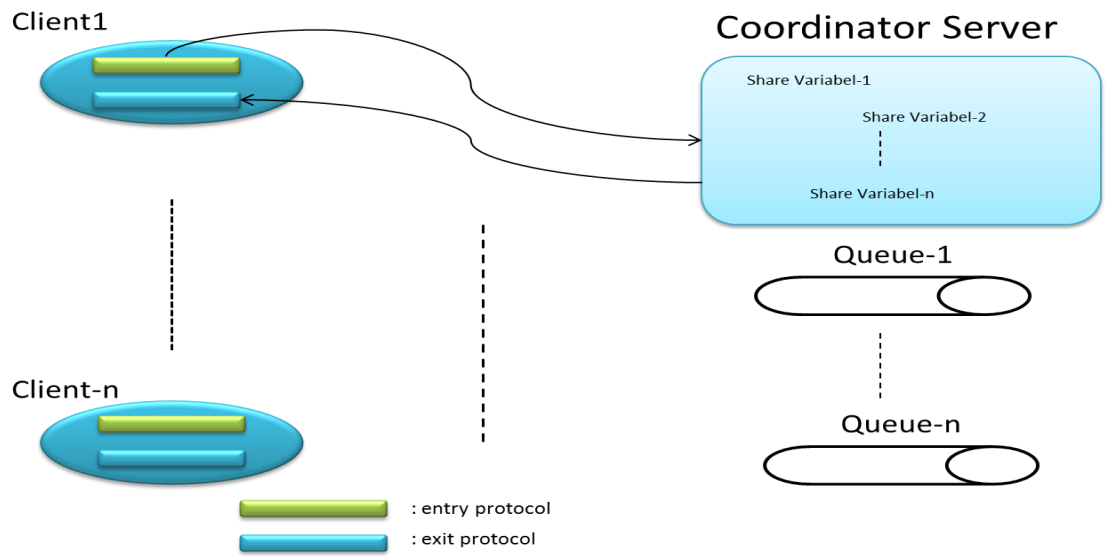 Client1
Coordinator Server
Share Variabel-1
Share Variabel-2
Share Variabel-n
Queue-1
Client-n
Queue-n
: entry protocol
: exit protocol